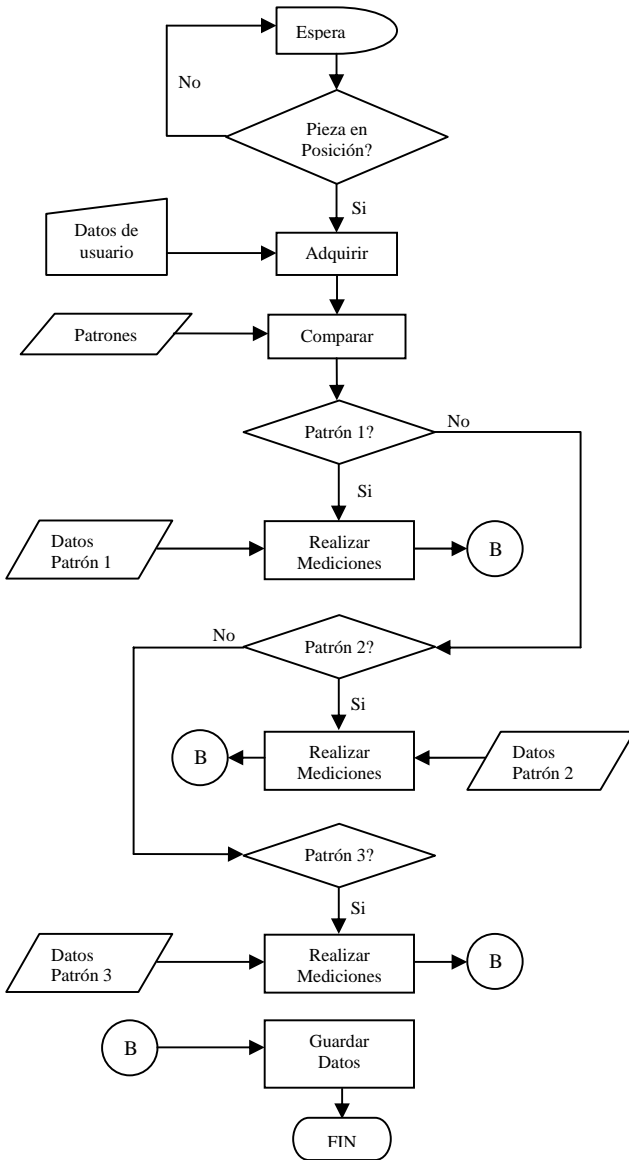 Espera
No
Pieza en
Posición?
Si
Datos de
usuario
Adquirir
Patrones
Comparar
Patrón 1?
No
Si
Datos
Patrón 1
Realizar
Mediciones
B
No
Patrón 2?
Si
B
Realizar
Mediciones
Datos
Patrón 2
Patrón 3?
Si
Datos
Patrón 3
Realizar
Mediciones
B
B
Guardar
Datos
FIN